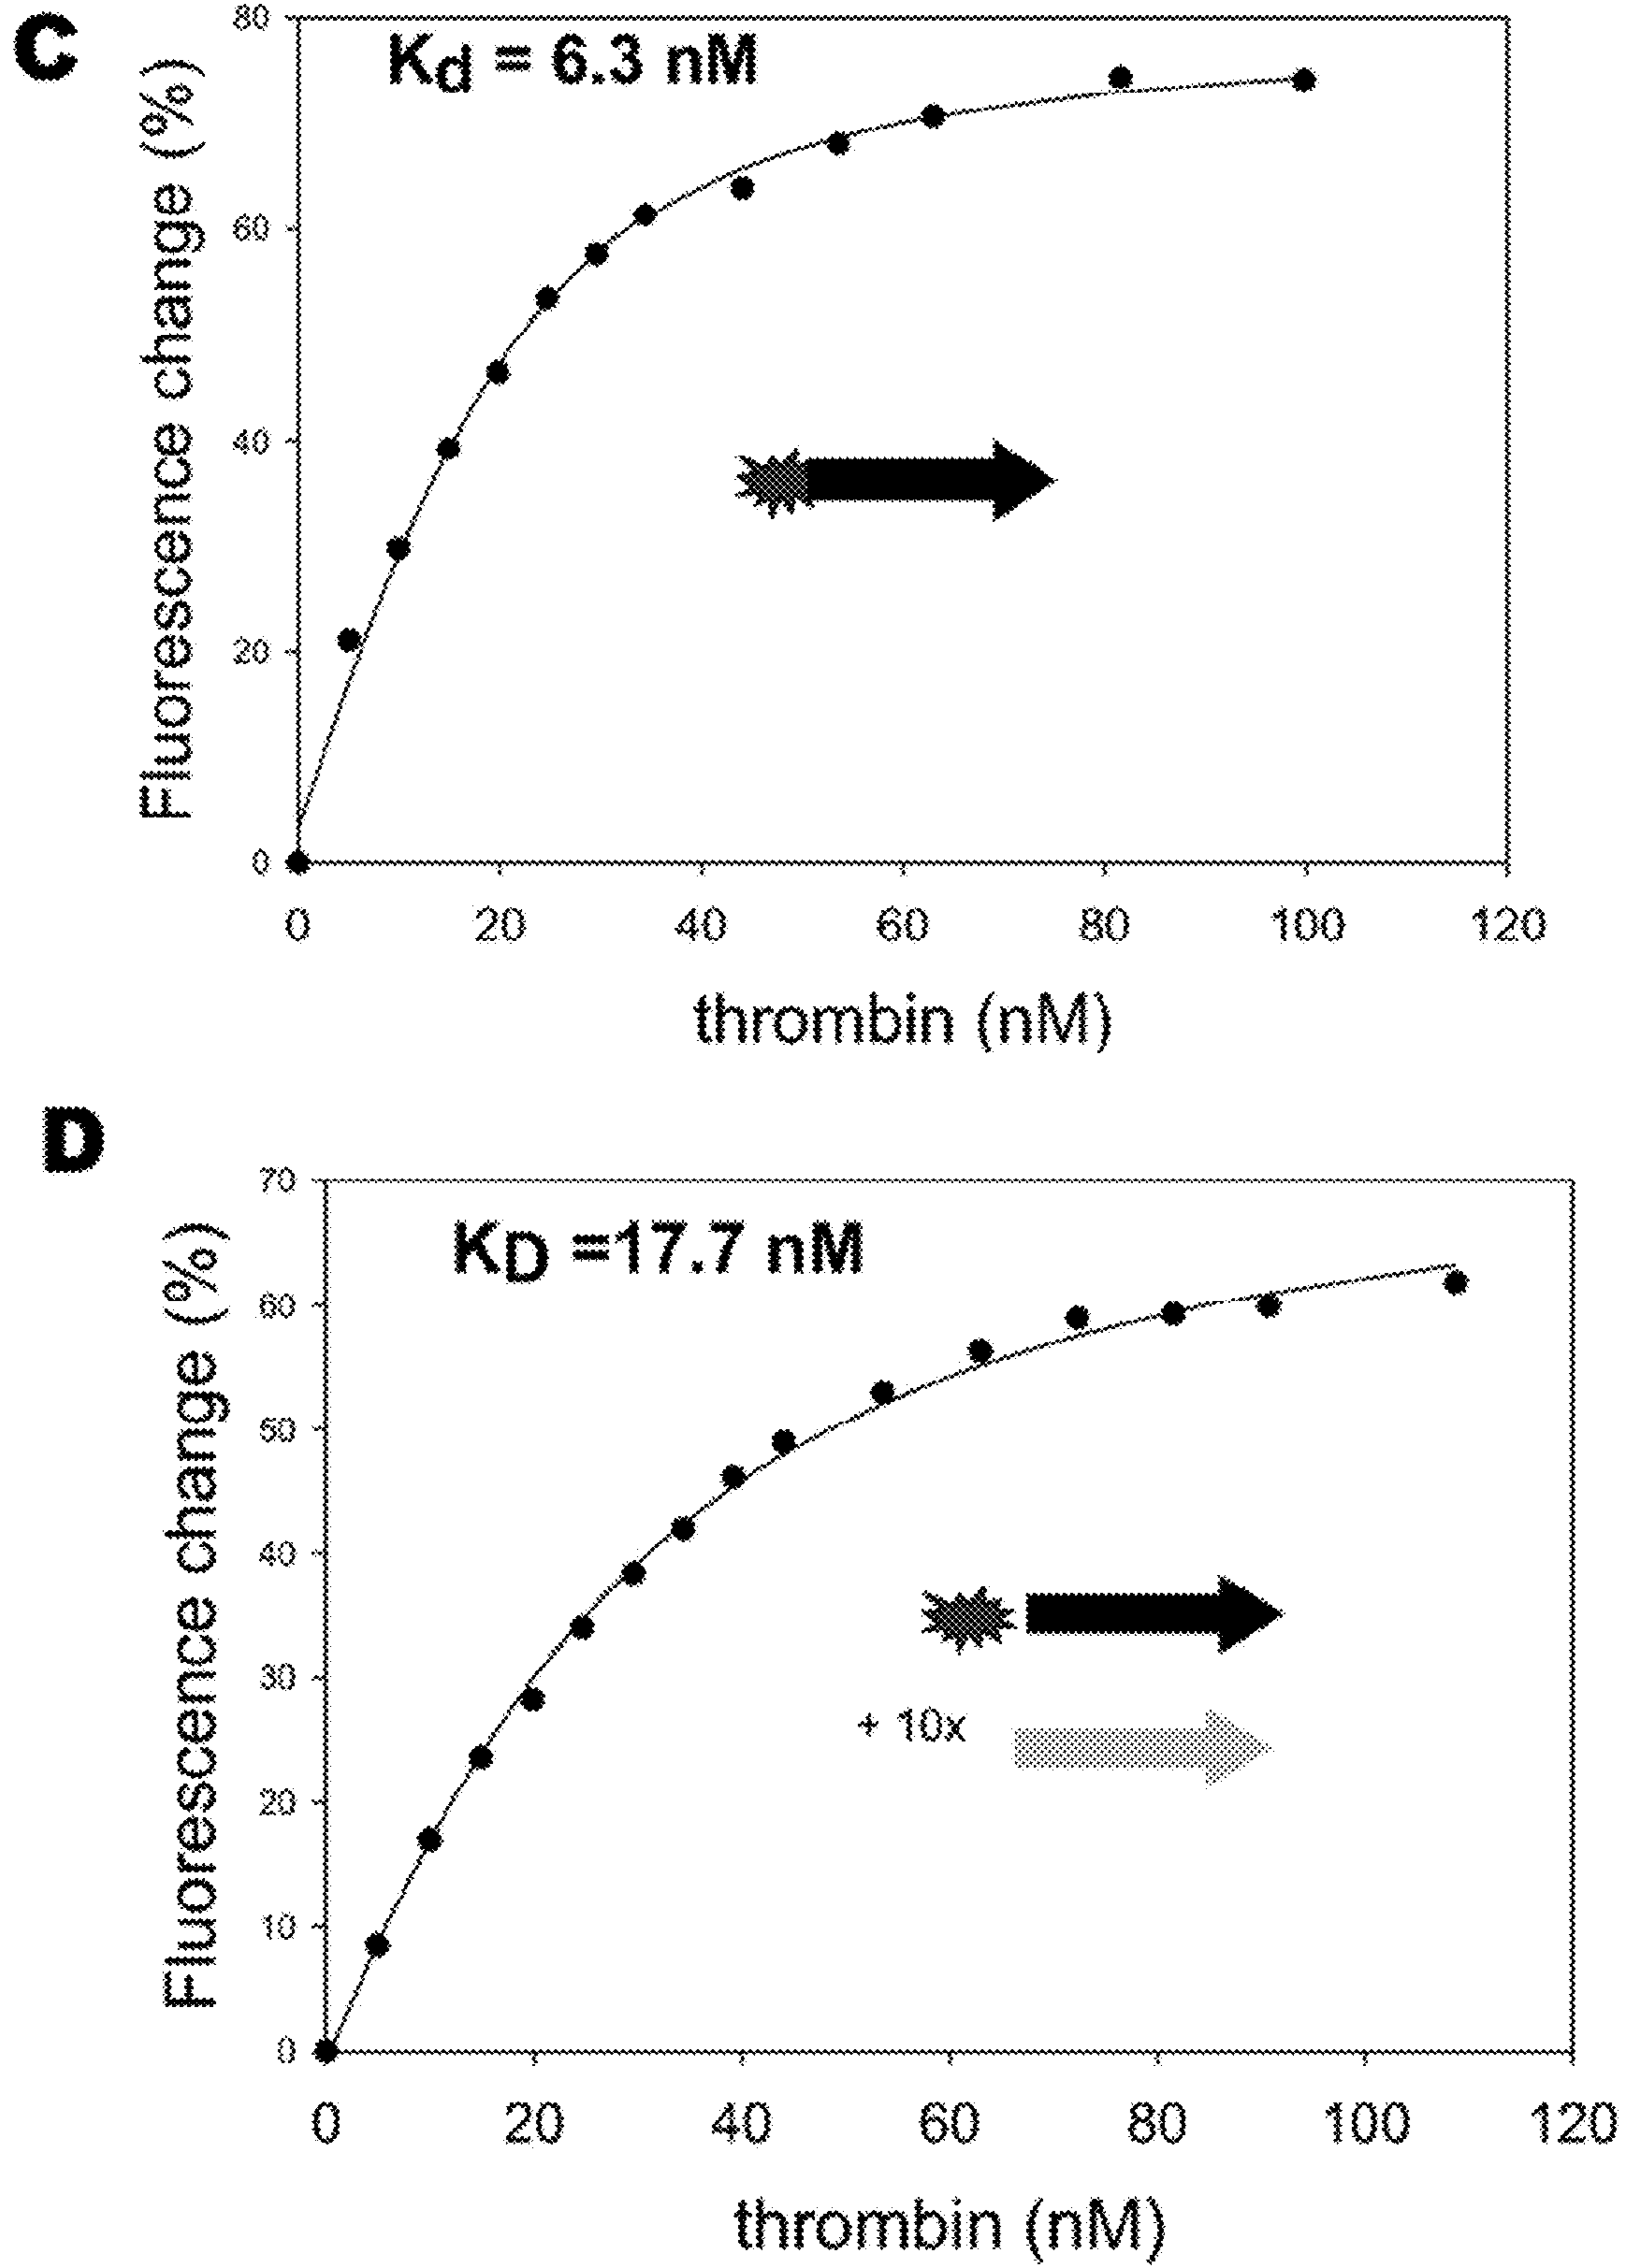 C
Kd = 6.3 nM
Fluorescence change (%)
80
60
40
20
0
0 20 40 60 80 100 120
thrombin (nM)
D
KD =17.7 nM
Fluorescence change (%)
70
60
50
40
30
20
10
0
+ 10x
0 20 40 60 80 100 120
thrombin (nM)